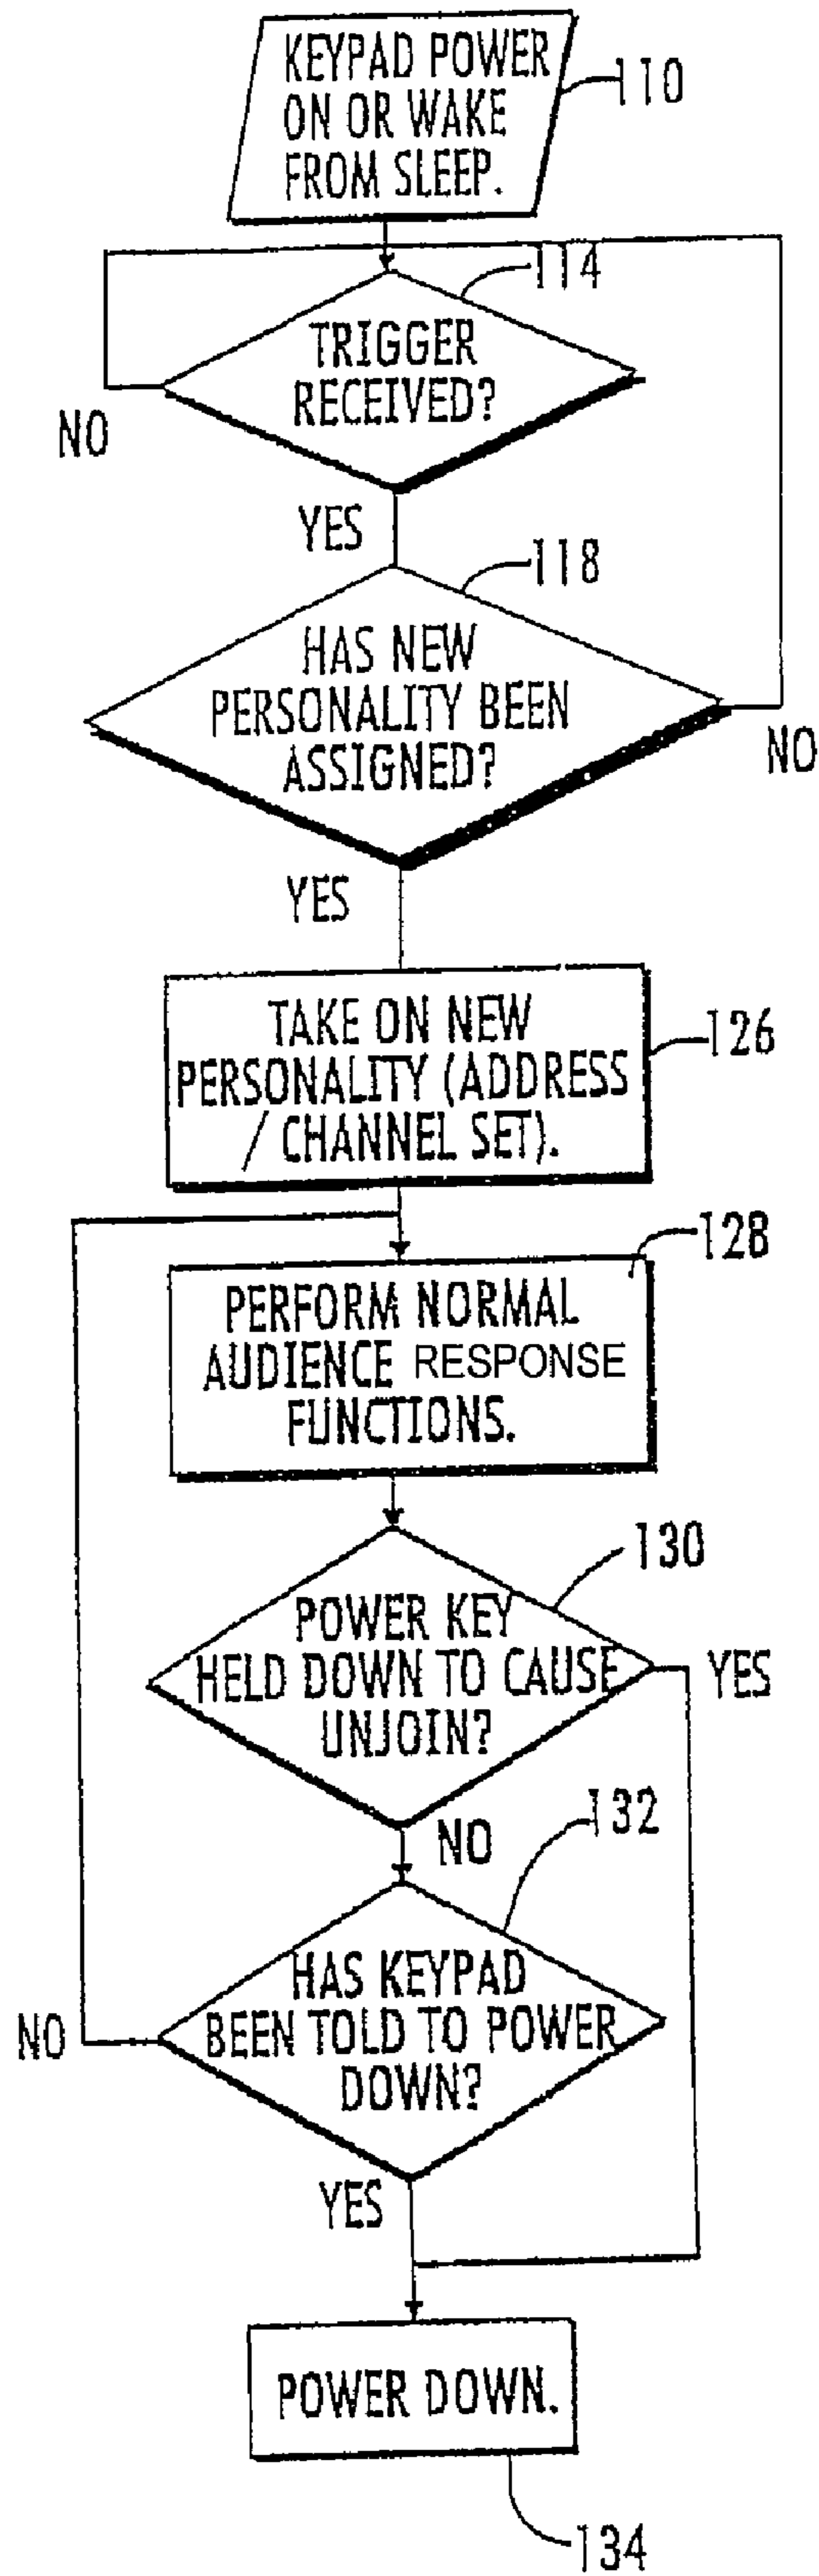 KEYPAD POWER
ON OR WAKE
FROM SLEEP.
110
114
TRIGGER
RECEIVED?
NO
YES
118
HAS NEW
PERSONALITY BEEN
ASSIGNED?
NO
YES
TAKE ON NEW
PERSONALITY (ADDRESS
/ CHANNEL SET).
126
128
PERFORM NORMAL
AUDIENCE RESPONSE
FUNCTIONS.
130
POWER KEY
HELD DOWN TO CAUSE
UNJOIN?
YES
NO
132
HAS KEYPAD
BEEN TOLD TO POWER
DOWN?
NO
YES
POWER DOWN.
134